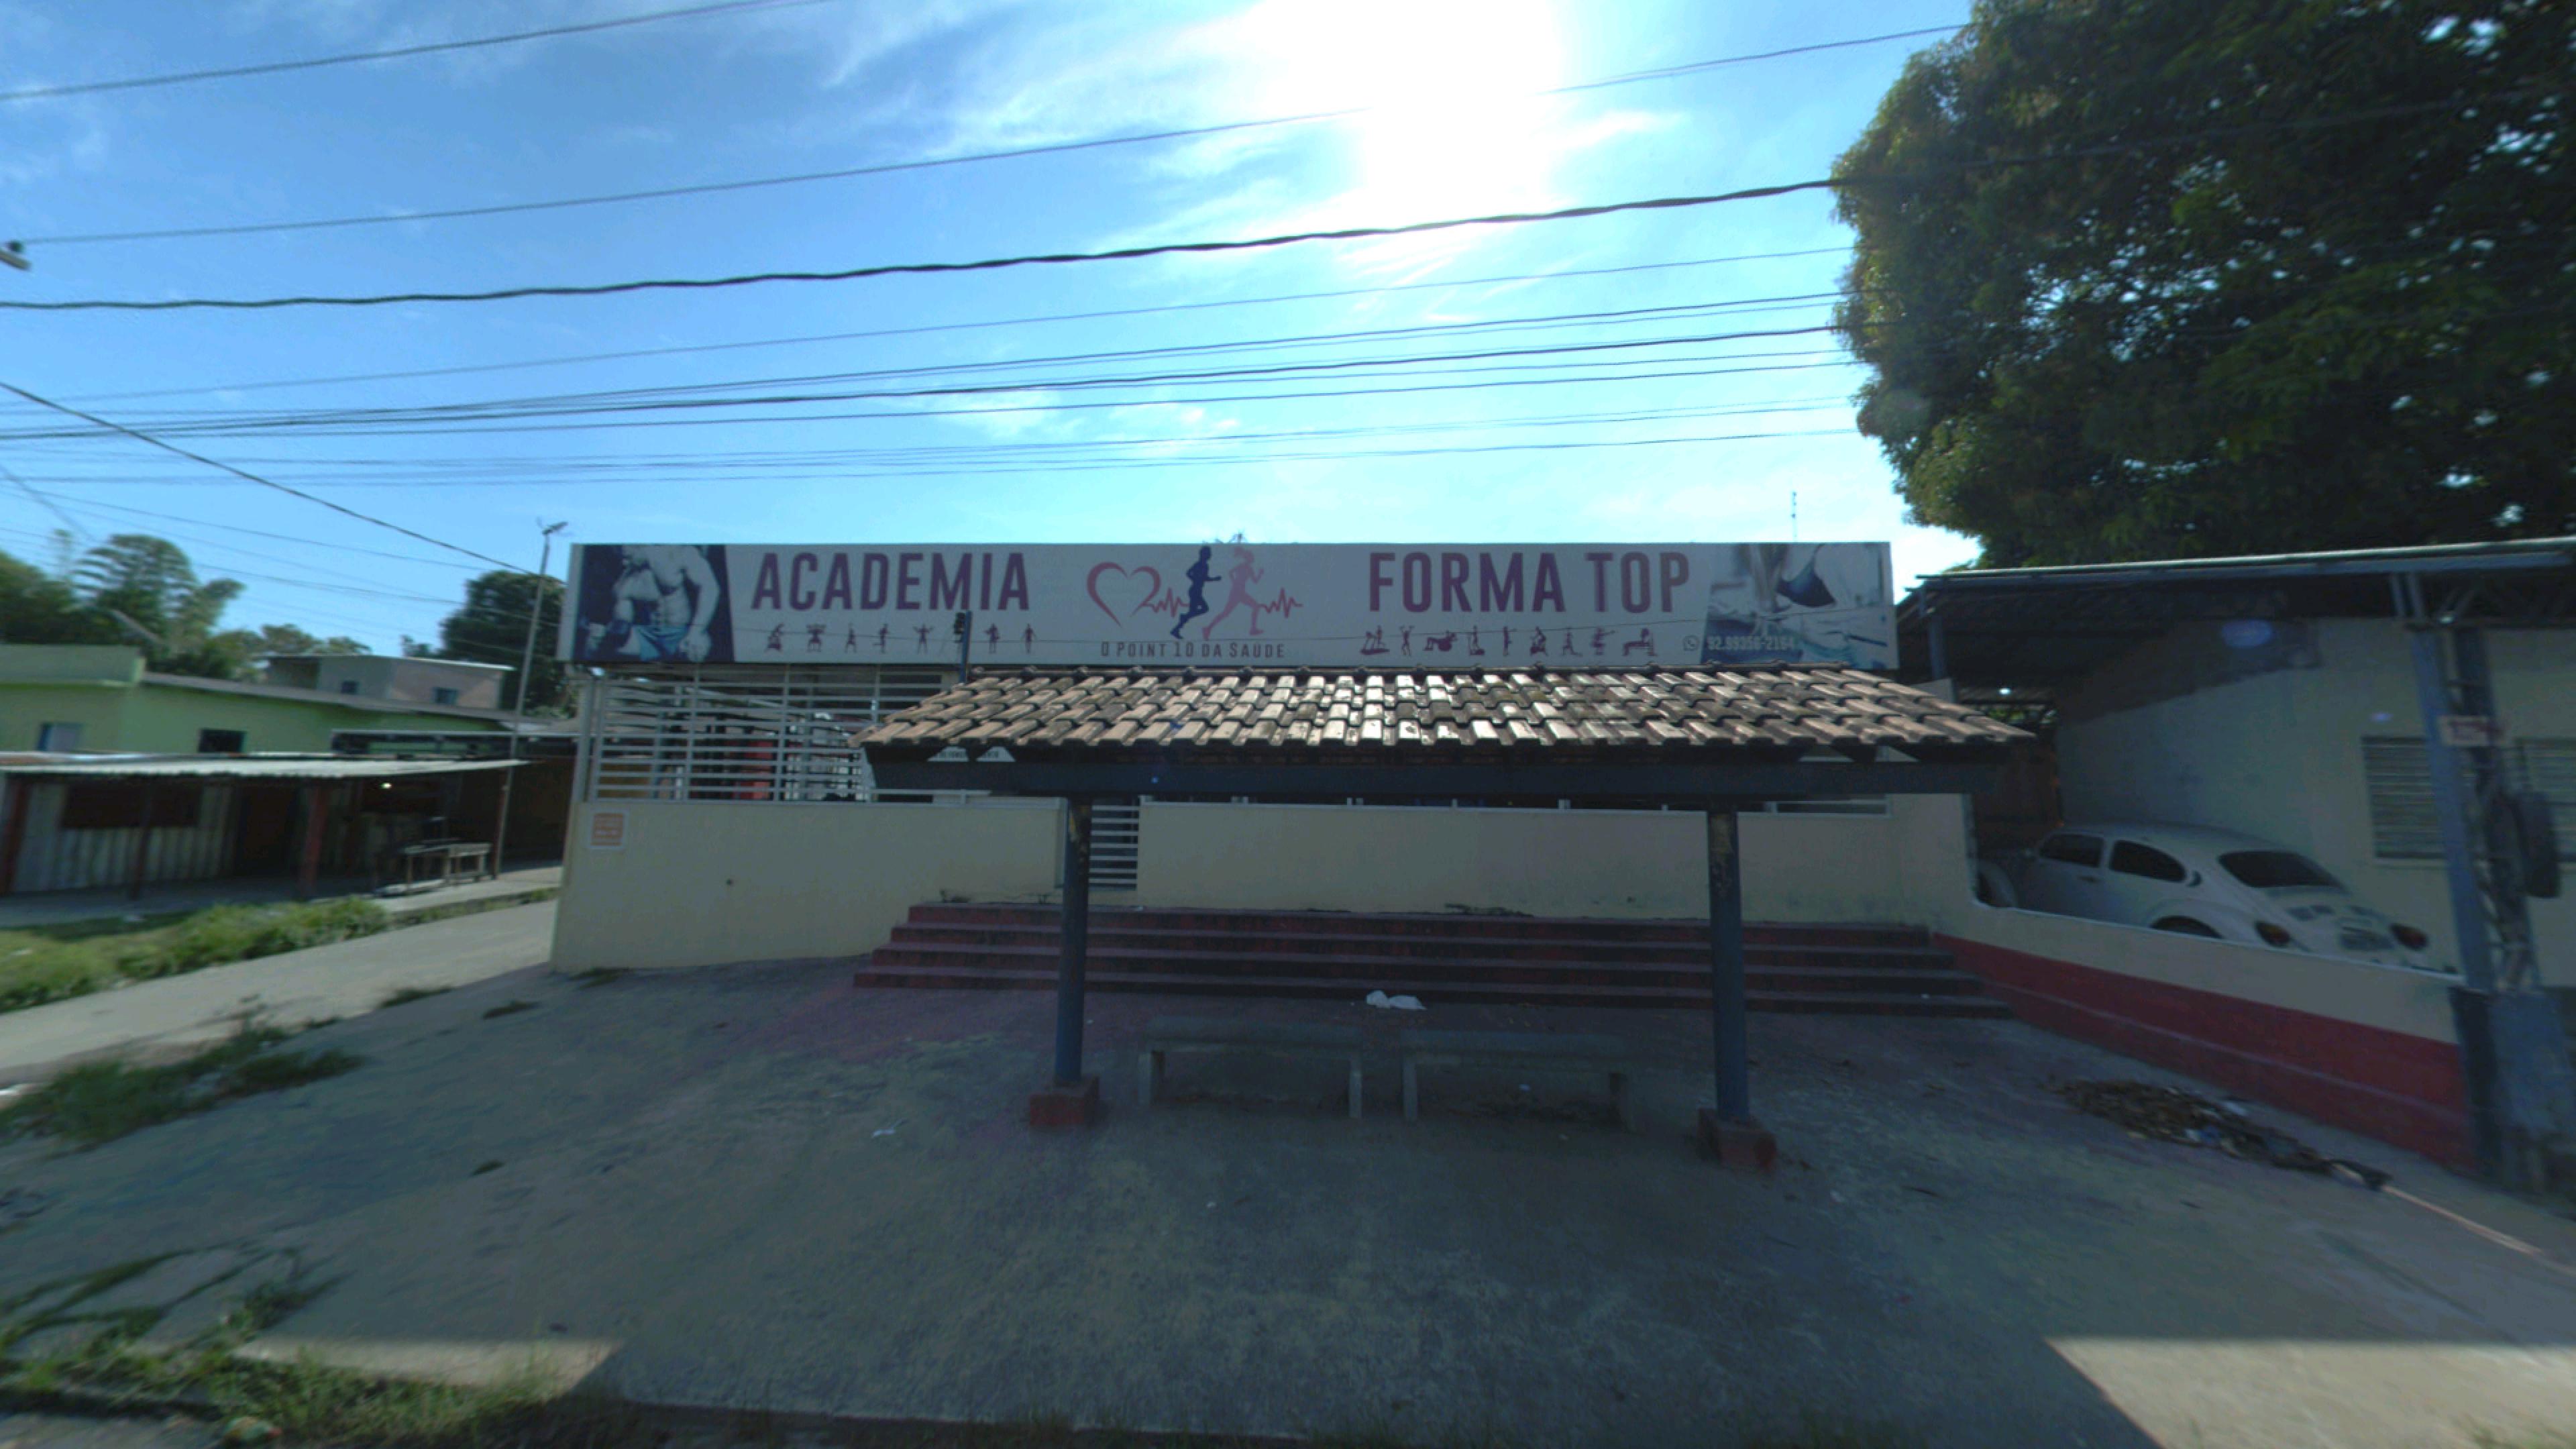 ACADEMIA
FORMA TOP
O POINT 10 DA SAÚDE